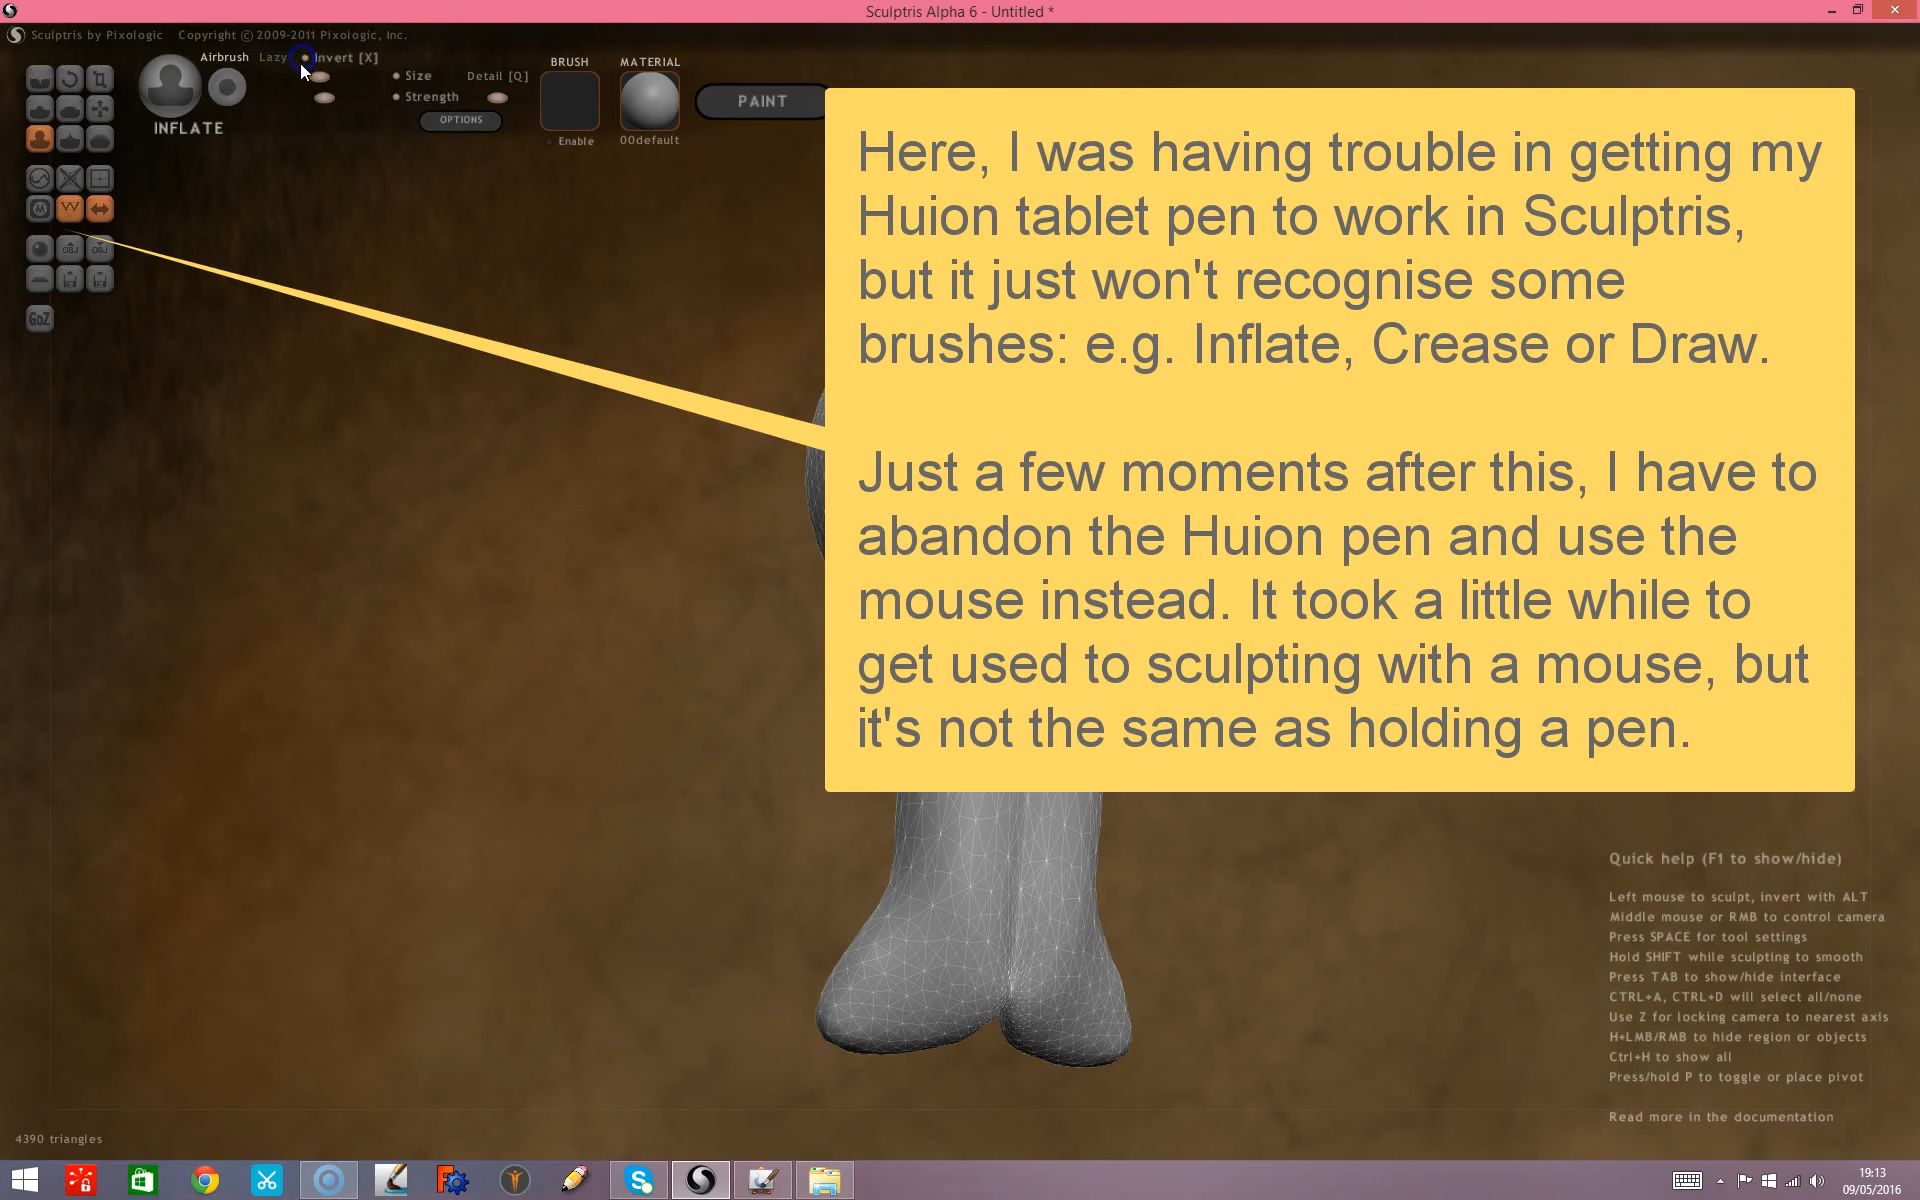 Sculptris Alpha 6 - Untitled *
Sculptris by Pixologic Copyright © 2009-2011 Pixologic, Inc.
Airbrush Lazy Invert [X]
Size Detail [Q]
Strength
OPTIONS
INFLATE
BRUSH
Enable
MATERIAL
00default
PAINT
OBJ OBJ
GoZ
Here, I was having trouble in getting my
Huion tablet pen to work in Sculptris,
but it just won't recognise some
brushes: e.g. Inflate, Crease or Draw.
Just a few moments after this, I have to
abandon the Huion pen and use the
mouse instead. It took a little while to
get used to sculpting with a mouse, but
it's not the same as holding a pen.
Quick help (F1 to show/hide)
Left mouse to sculpt, invert with ALT
Middle mouse or RMB to control camera
Press SPACE for tool settings
Hold SHIFT while sculpting to smooth
Press TAB to show/hide interface
CTRL+A, CTRL+D will select all/none
Use Z for locking camera to nearest axis
H+LMB/RMB to hide region or objects
Ctrl+H to show all
Press/hold P to toggle or place pivot
Read more in the documentation
4390 triangles
19:13
09/05/2016